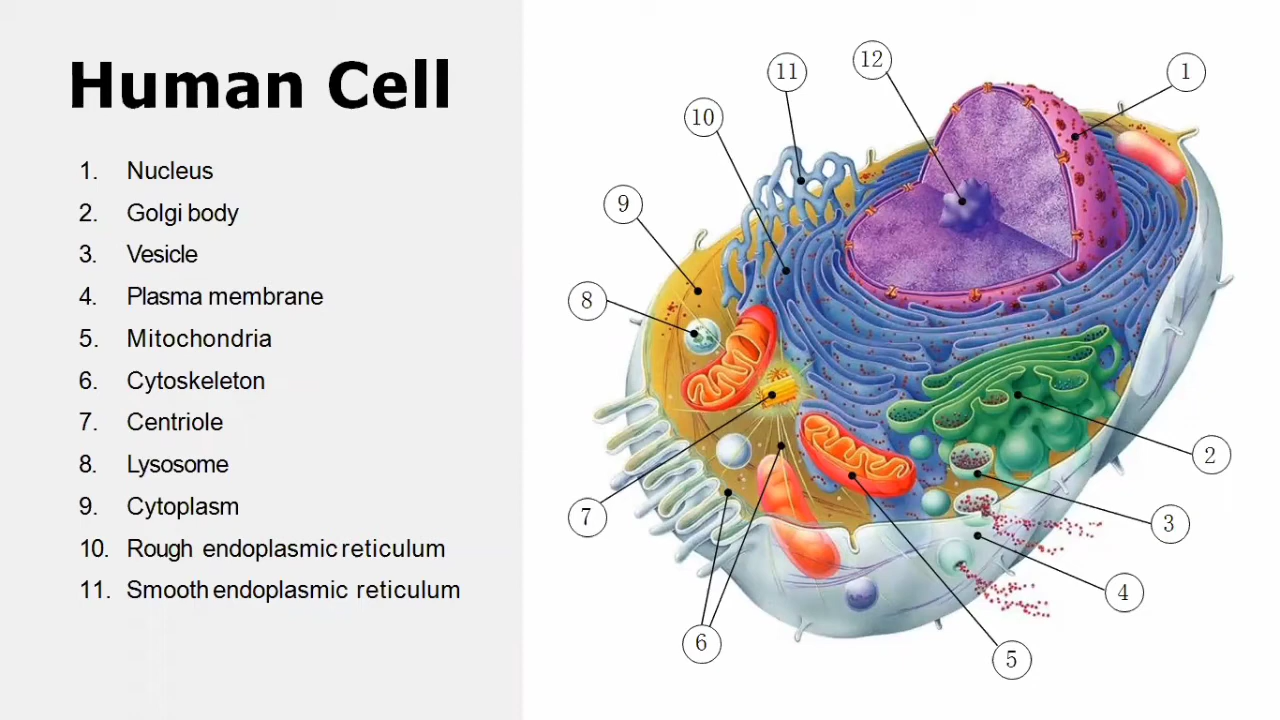 Human Cell
1. Nucleus
2. Golgi body
3. Vesicle
4. Plasma membrane
5. Mitochondria
6. Cytoskeleton
7. Centriole
8. Lysosome
9. Cytoplasm
10. Rough endoplasmic reticulum
11. Smooth endoplasmic reticulum
12
11
1
10
9
8
2
7
3
4
6
5